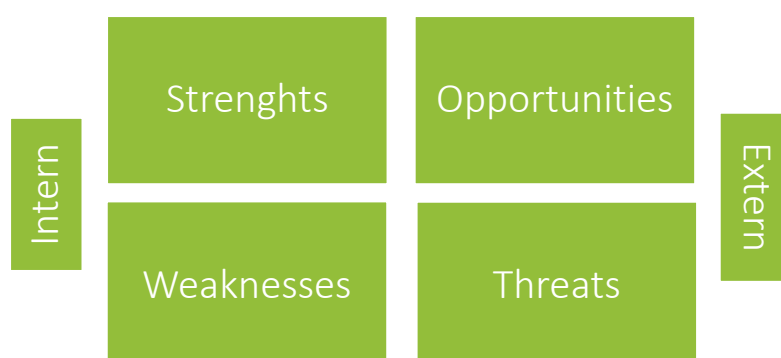 Strenghts
Opportunities
Intern
Extern
Weaknesses
Threats